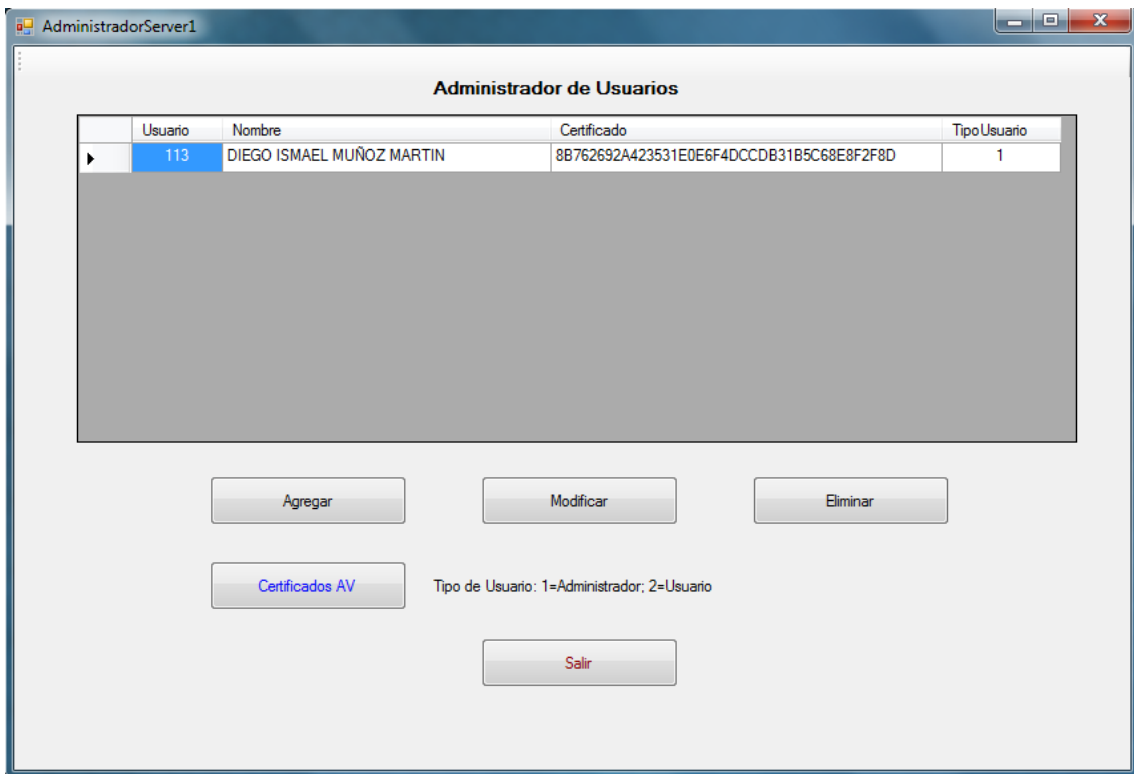 AdministradorServer1
Administrador de Usuarios
Usuario Nombre Certificado TipoUsuario
113 DIEGO ISMAEL MUÑOZ MARTIN 8B762692A423531E0E6F4DCCDB31B5C68E8F2F8D 1
Agregar Modificar Eliminar
Certificados AV Tipo de Usuario: 1=Administrador; 2=Usuario
Salir